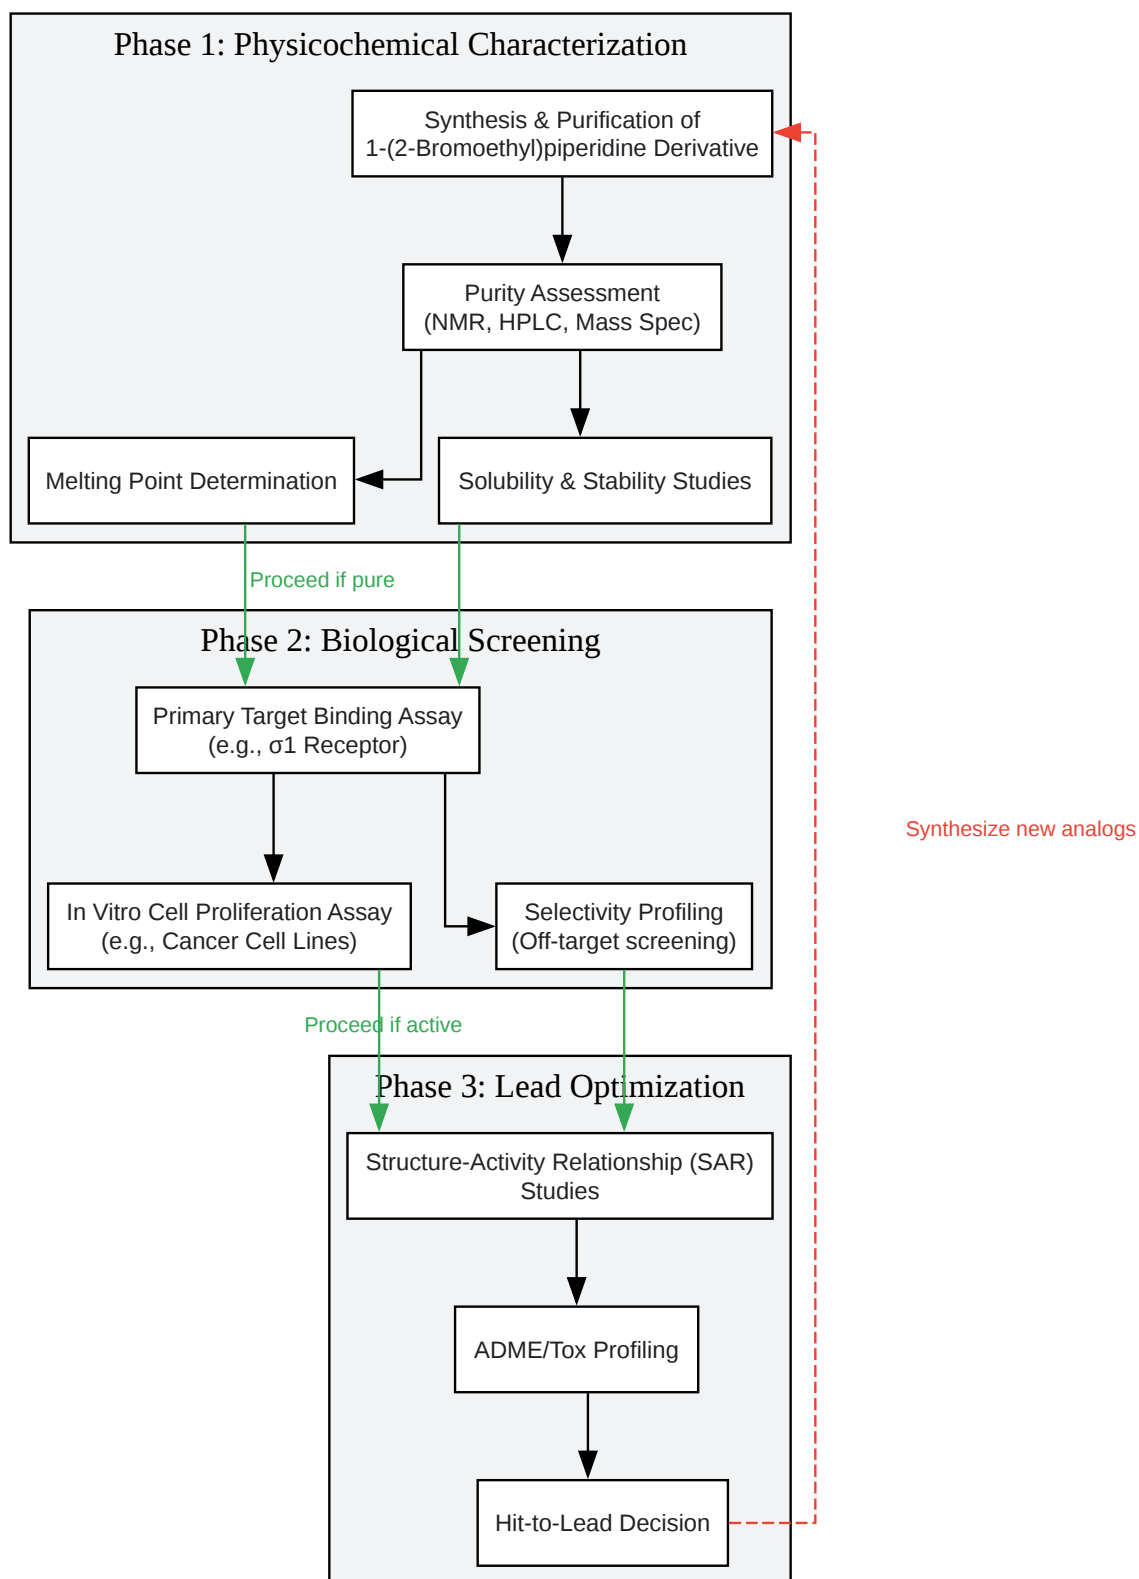 Phase 1: Physicochemical Characterization
Synthesis & Purification of
1-(2-Bromoethyl)piperidine Derivative
Purity Assessment
(NMR, HPLC, Mass Spec)
Melting Point Determination
Solubility & Stability Studies
Proceed if pure
Phase 2: Biological Screening
Primary Target Binding Assay
(e.g., σ1 Receptor)
Synthesize new analogs
In Vitro Cell Proliferation Assay
(e.g., Cancer Cell Lines)
Selectivity Profiling
(Off-target screening)
Proceed if active
Phase 3: Lead Optimization
Structure-Activity Relationship (SAR)
Studies
ADME/Tox Profiling
Hit-to-Lead Decision